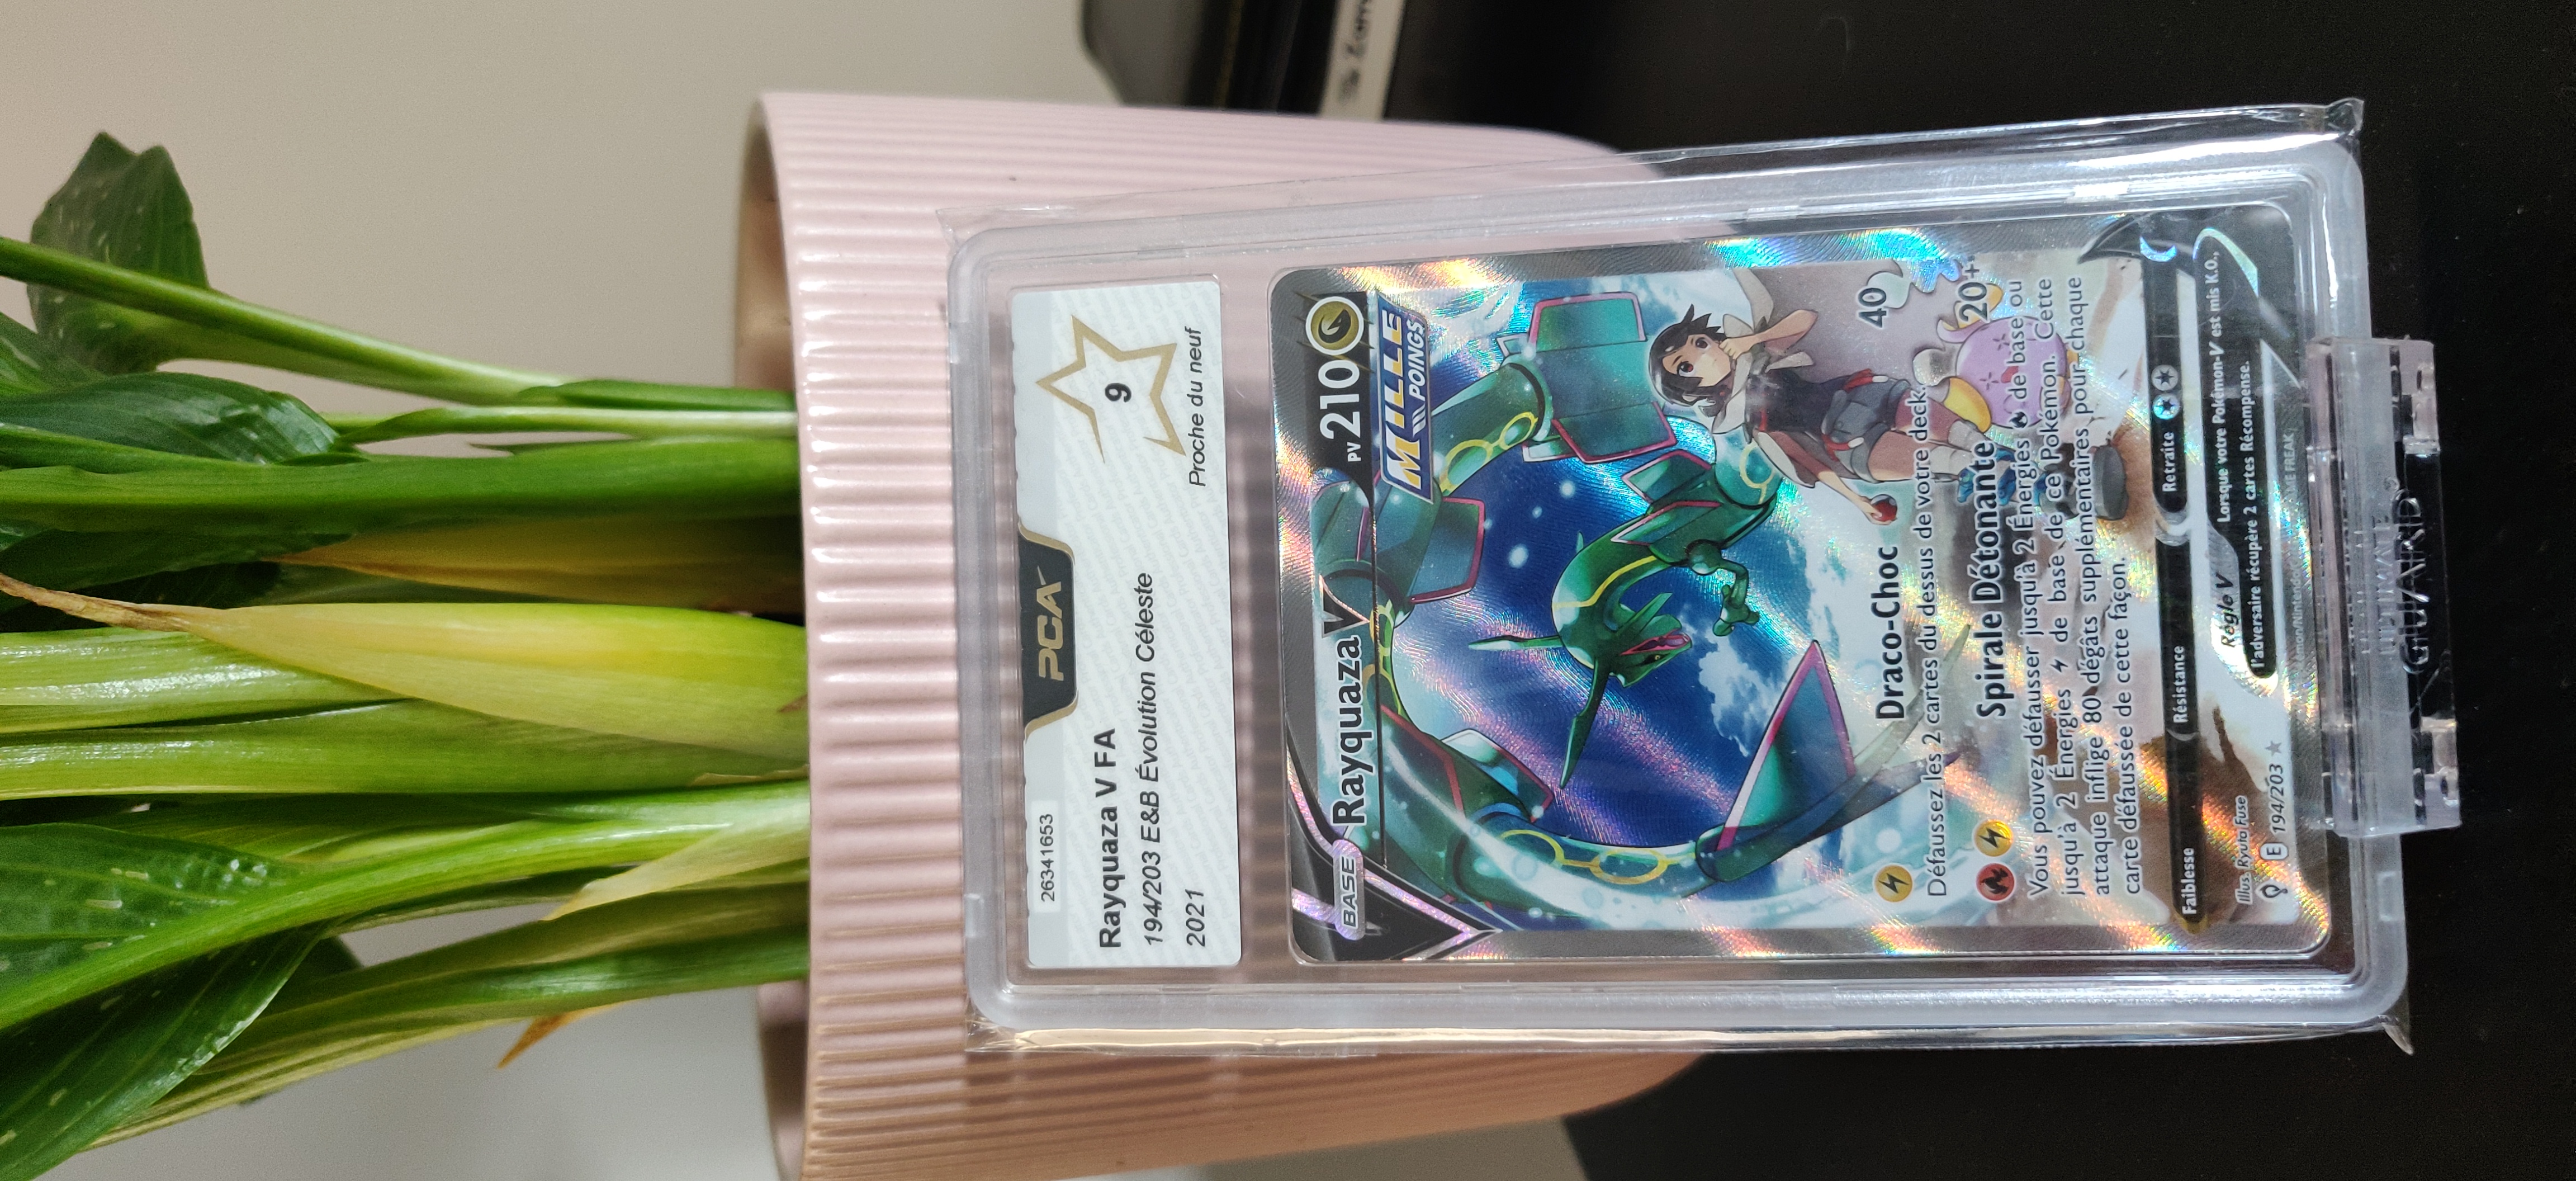 26341653
PCA
Rayquaza V FA
194/203 E&B Évolution Céleste
2021
9
Proche du neuf
BASE
Rayquaza V
PV 210
MILLE
POINGS
Draco-Choc 40
Défaussez les 2 cartes du dessus de votre deck.
Spirale Détonante 20+
Vous pouvez défausser jusqu'à 2 Énergies de base ou
jusqu'à 2 Énergies de base de ce Pokémon. Cette
attaque inflige 80 dégâts supplémentaires pour chaque
carte défaussée de cette façon.
Faiblesse Résistance Retraite
Règle V Lorsque votre Pokémon-V est mis K.O.,
l'adversaire récupère 2 cartes Récompense.
Illus. Ryuta Fuse
E 194/203
GAME FREAK
ULTIMATE
GUARD